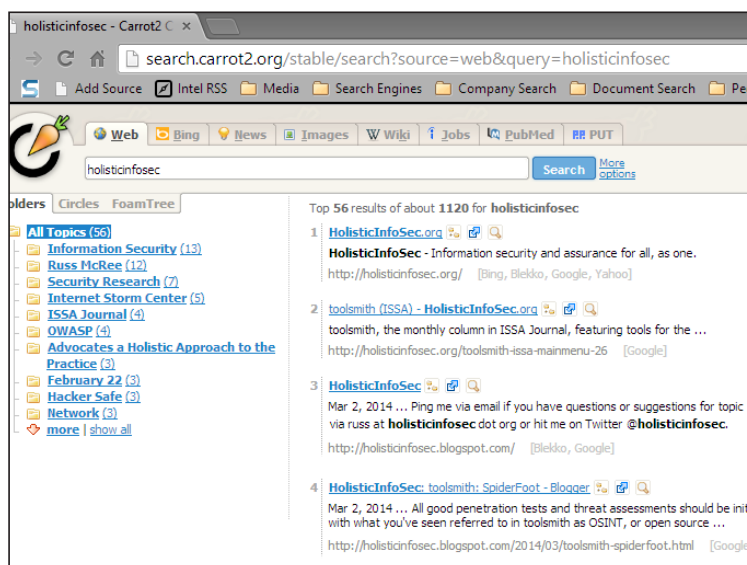 holisticinfosec - Carrot2 C
search.carrot2.org/stable/search?source=web&query=holisticinfosec
Add Source Intel RSS Media Search Engines Company Search Document Search Pe
Web Bing News Images Wiki Jobs PubMed PUT
holisticinfosec Search More options
olders Circles FoamTree
All Topics (56)
Information Security (13)
Russ McRee (12)
Security Research (7)
Internet Storm Center (5)
ISSA Journal (4)
OWASP (4)
Advocates a Holistic Approach to the
Practice (3)
February 22 (3)
Hacker Safe (3)
Network (3)
more | show all
Top 56 results of about 1120 for holisticinfosec
1 HolisticInfoSec.org
HolisticInfoSec - Information security and assurance for all, as one.
http://holisticinfosec.org/ [Bing, Blekko, Google, Yahoo]
2 toolsmith (ISSA) - HolisticInfoSec.org
toolsmith, the monthly column in ISSA Journal, featuring tools for the ...
http://holisticinfosec.org/toolsmith-issa-mainmenu-26 [Google]
3 HolisticInfoSec
Mar 2, 2014 ... Ping me via email if you have questions or suggestions for topic
via russ at holisticinfosec dot org or hit me on Twitter @holisticinfosec.
http://holisticinfosec.blogspot.com/ [Blekko, Google]
4 HolisticInfoSec: toolsmith: SpiderFoot - Blogger
Mar 2, 2014 ... All good penetration tests and threat assessments should be init
with what you've seen referred to in toolsmith as OSINT, or open source ...
http://holisticinfosec.blogspot.com/2014/03/toolsmith-spiderfoot.html [Google